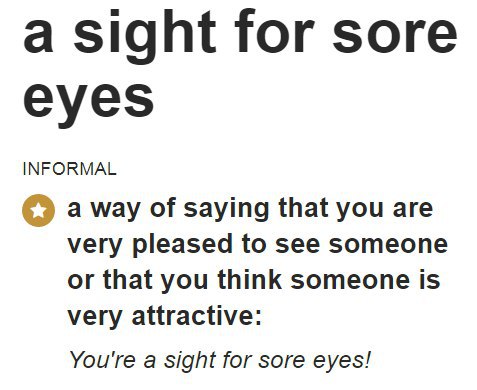 a sight for sore
eyes
INFORMAL
a way of saying that you are
very pleased to see someone
or that you think someone is
very attractive:
You're a sight for sore eyes!